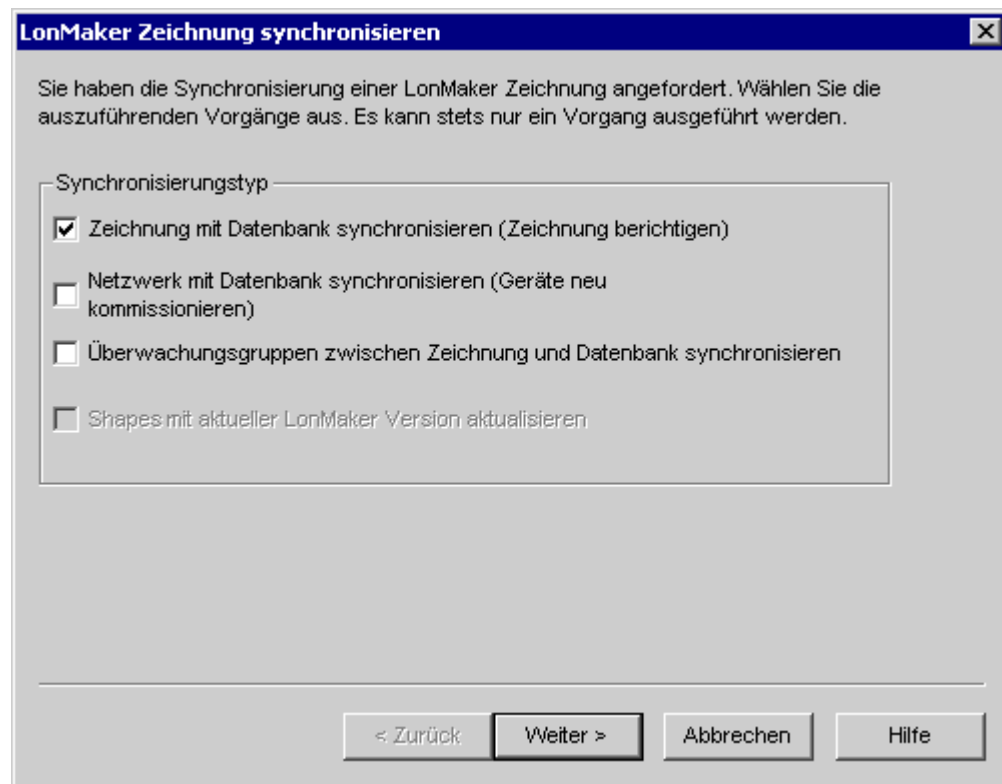 LonMaker Zeichnung synchronisieren
Sie haben die Synchronisierung einer LonMaker Zeichnung angefordert. Wählen Sie die
auszuführenden Vorgänge aus. Es kann stets nur ein Vorgang ausgeführt werden.
Synchronisierungstyp
Zeichnung mit Datenbank synchronisieren (Zeichnung berichtigen)
Netzwerk mit Datenbank synchronisieren (Geräte neu
kommissionieren)
Überwachungsgruppen zwischen Zeichnung und Datenbank synchronisieren
Shapes mit aktueller LonMaker Version aktualisieren
< Zurück Weiter > Abbrechen Hilfe